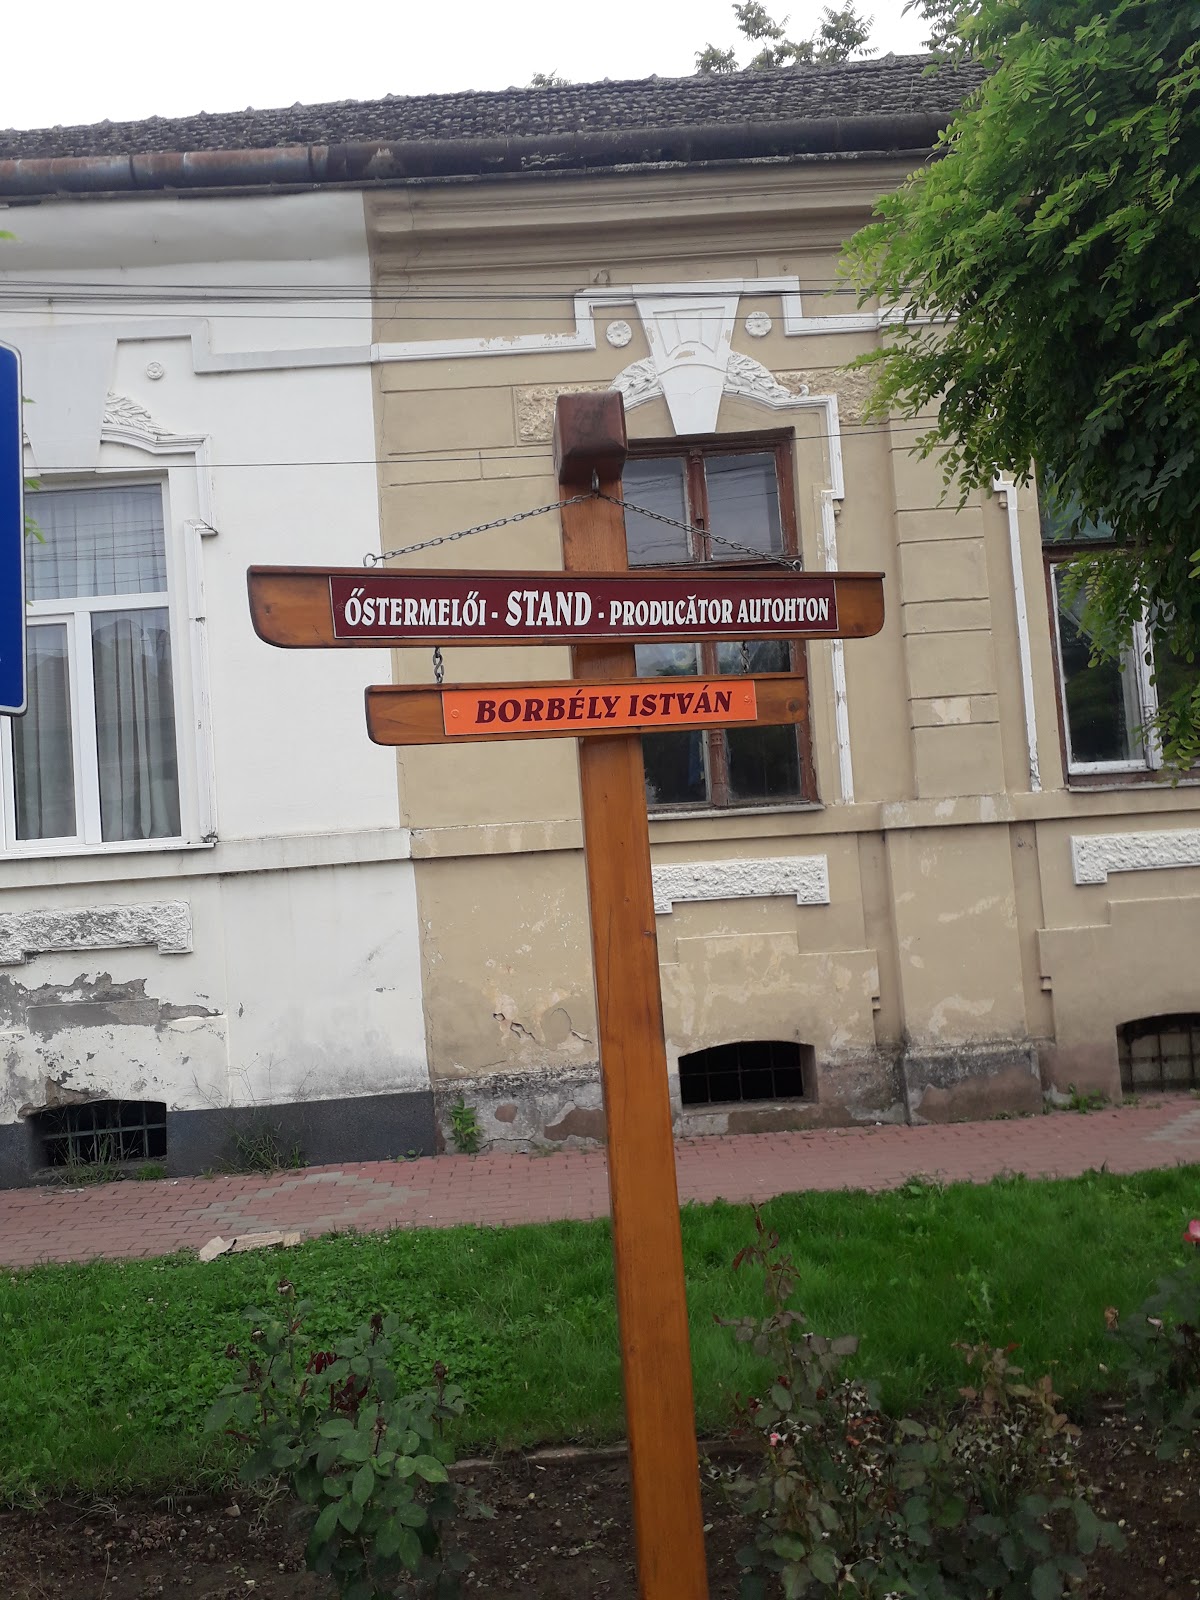 ŐSTERMELŐI - STAND - PRODUCĂTOR AUTOHTON
BORBÉLY ISTVÁN